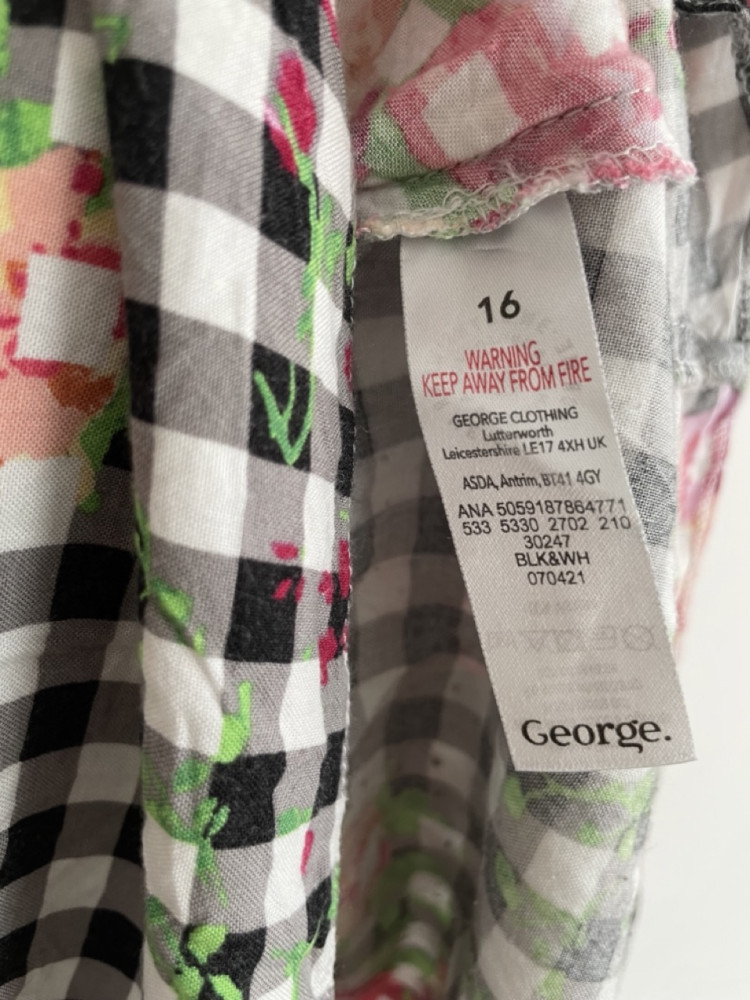 16
WARNING
KEEP AWAY FROM FIRE
GEORGE CLOTHING
Lutterworth
Leicestershire LE17 4XH UK
ASDA, Antrim, BT41 4GY
ANA 5059187864771
533 5330 2702 210
30247
BLK&WH
070421
George.